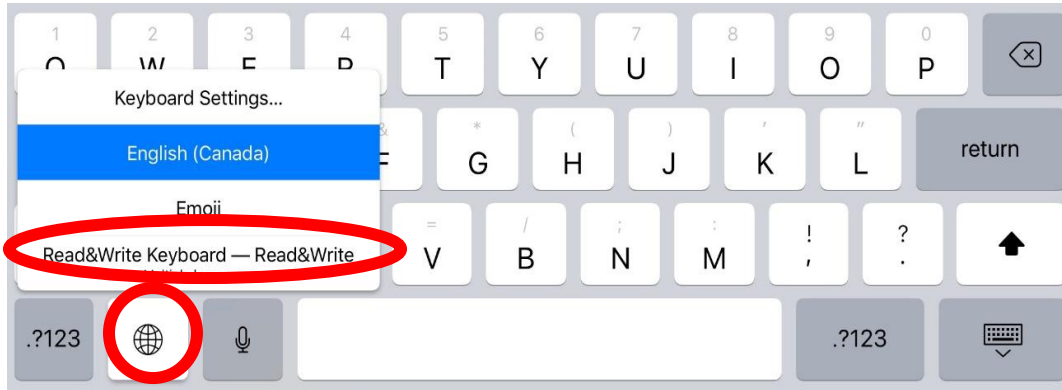 1 2 3 4 5 6 7 8 9 0
Q W E R T Y U I O P
Keyboard Settings...
English (Canada)
& * ( ) ' "
F G H J K L return
Emoji
Read&Write Keyboard — Read&Write
= / ; : ! ?
V B N M , .
.?123 .?123